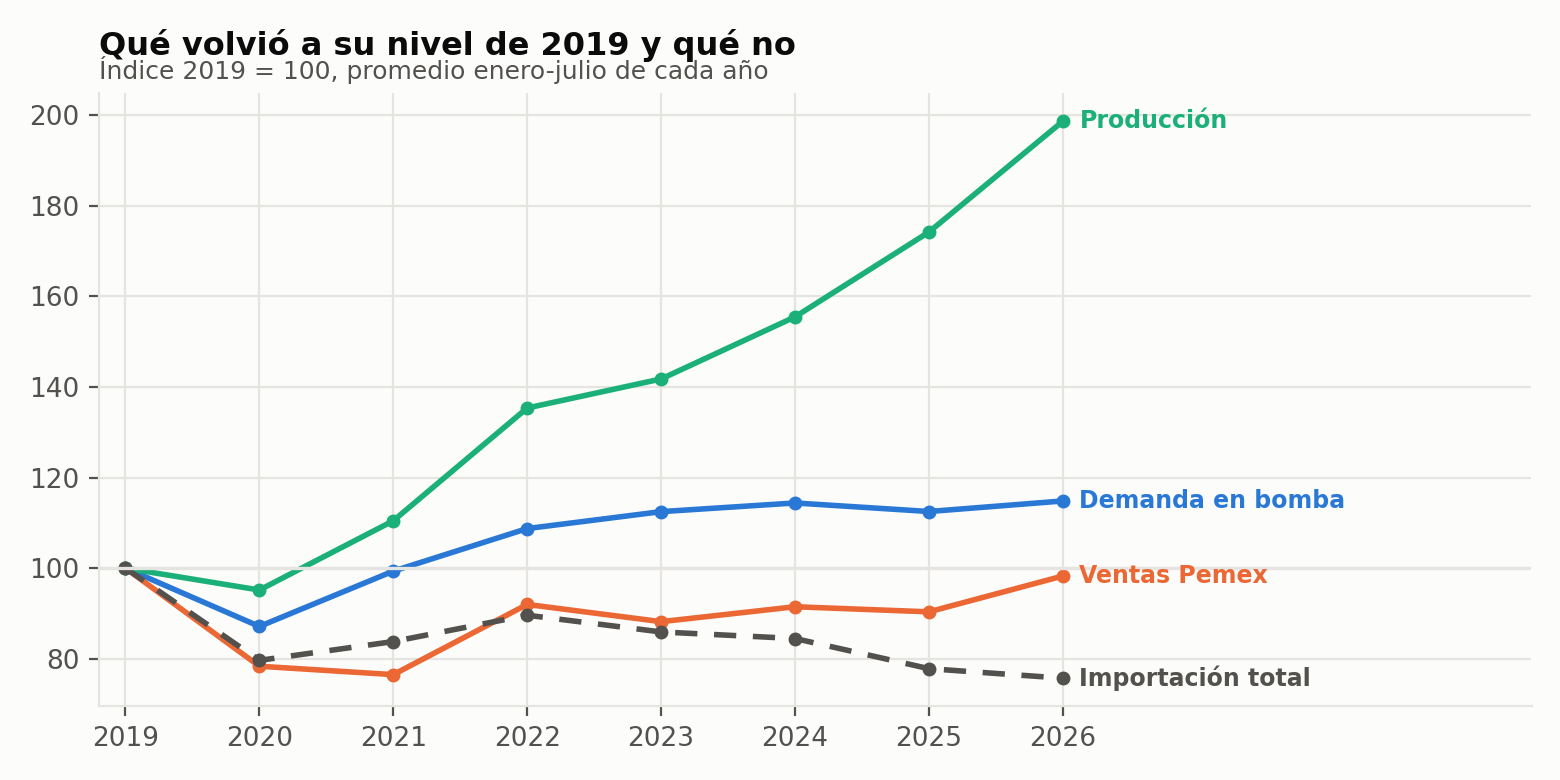 Qué volvió a su nivel de 2019 y qué no
Índice 2019 = 100, promedio enero-julio de cada año
200
180
160
140
120
100
80
Producción
Demanda en bomba
Ventas Pemex
Importación total
2019 2020 2021 2022 2023 2024 2025 2026